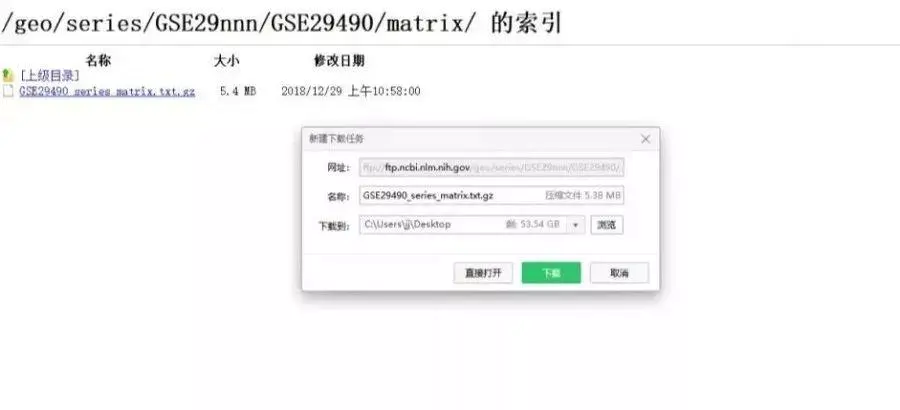 /geo/series/GSE29nnn/GSE29490/matrix/ 的索引
名称 大小 修改日期
[上级目录]
GSE29490_series_matrix.txt.gz 5.4 MB 2018/12/29 上午10:58:00
新建下载任务
网址: ftp://ftp.ncbi.nlm.nih.gov/geo/series/GSE29nnn/GSE29490/
名称: GSE29490_series_matrix.txt.gz 压缩文件 5.38 MB
下载到: C:\Users\jj\Desktop 53.54 GB 浏览
直接打开 下载 取消